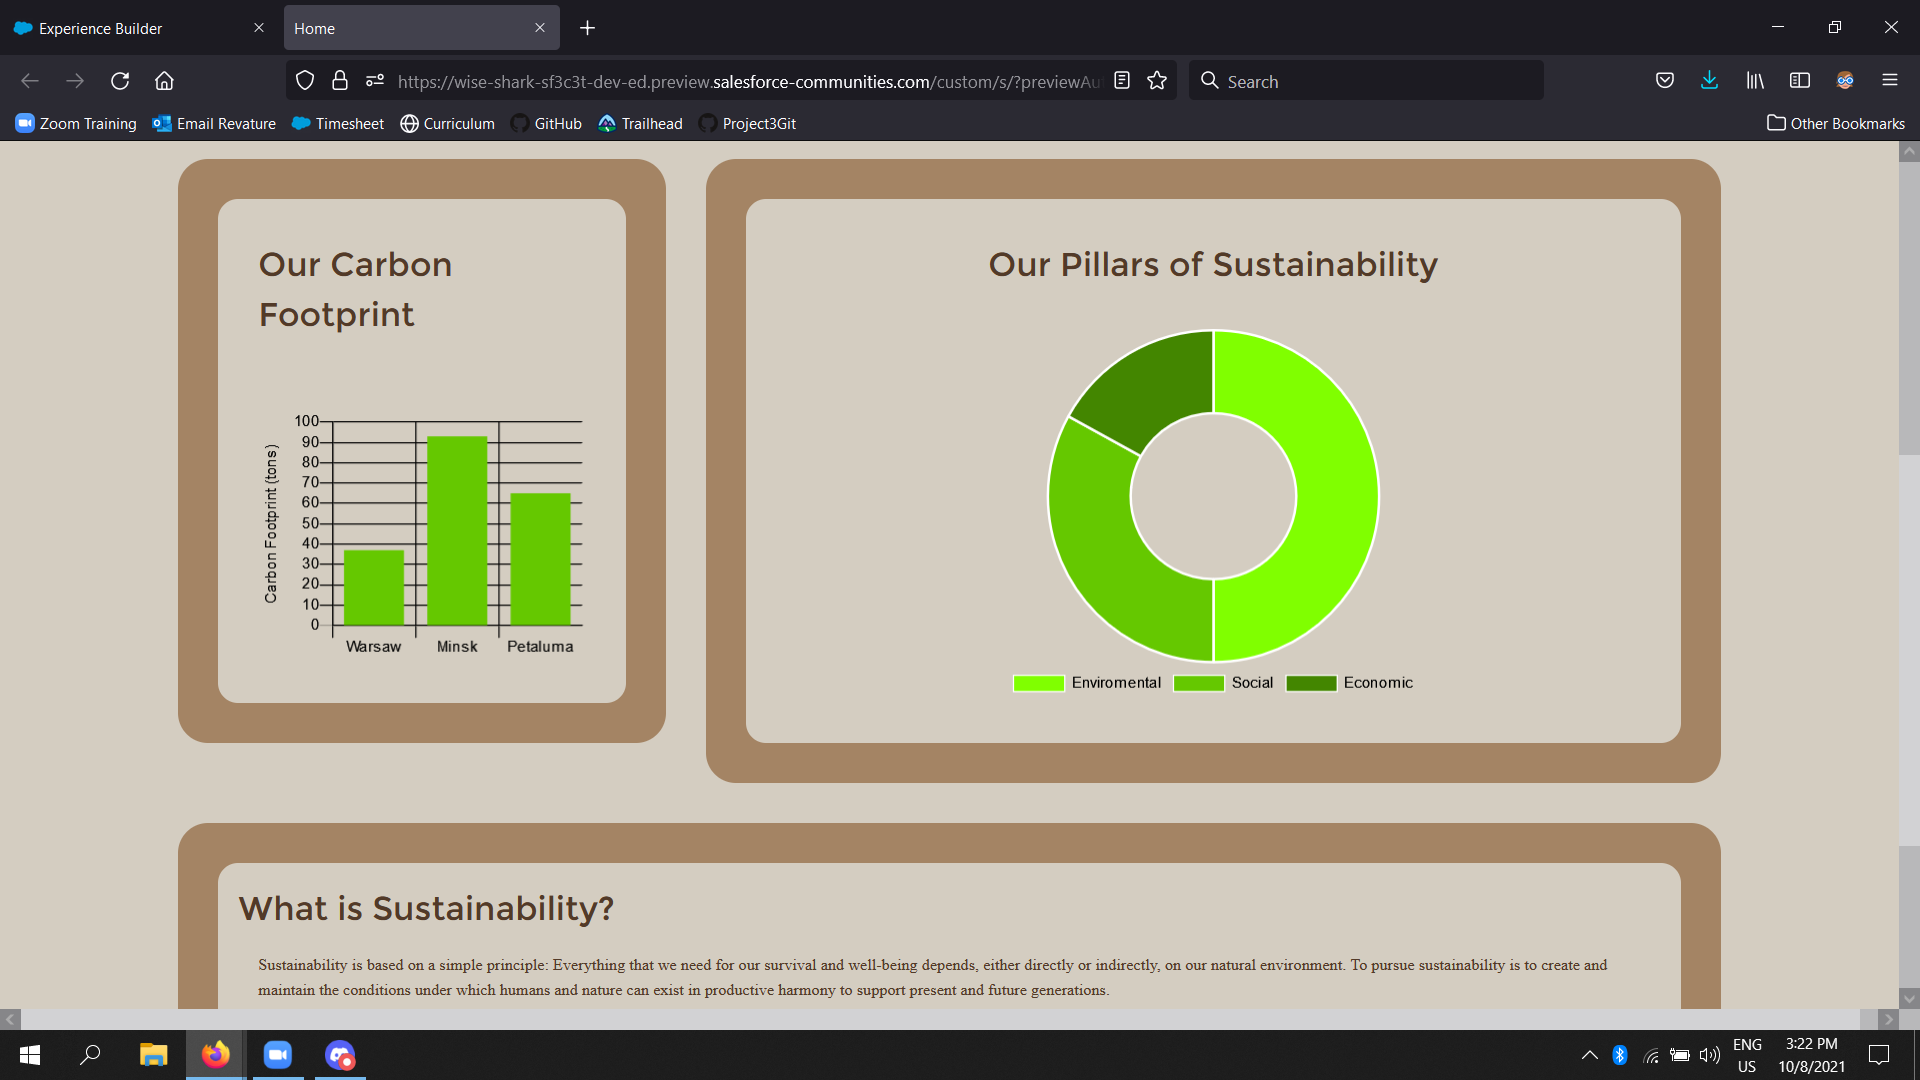 Experience Builder
Home
https://wise-shark-sf3c3t-dev-ed.preview.salesforce-communities.com/custom/s/?previewAu
Search
Zoom Training
Email Revature
Timesheet
Curriculum
GitHub
Trailhead
Project3Git
Other Bookmarks
Our Carbon
Footprint
Carbon Footprint (tons)
100
90
80
70
60
50
40
30
20
10
0
Warsaw
Minsk
Petaluma
Our Pillars of Sustainability
Enviromental
Social
Economic
What is Sustainability?
Sustainability is based on a simple principle: Everything that we need for our survival and well-being depends, either directly or indirectly, on our natural environment. To pursue sustainability is to create and
maintain the conditions under which humans and nature can exist in productive harmony to support present and future generations.
ENG
US
3:22 PM
10/8/2021